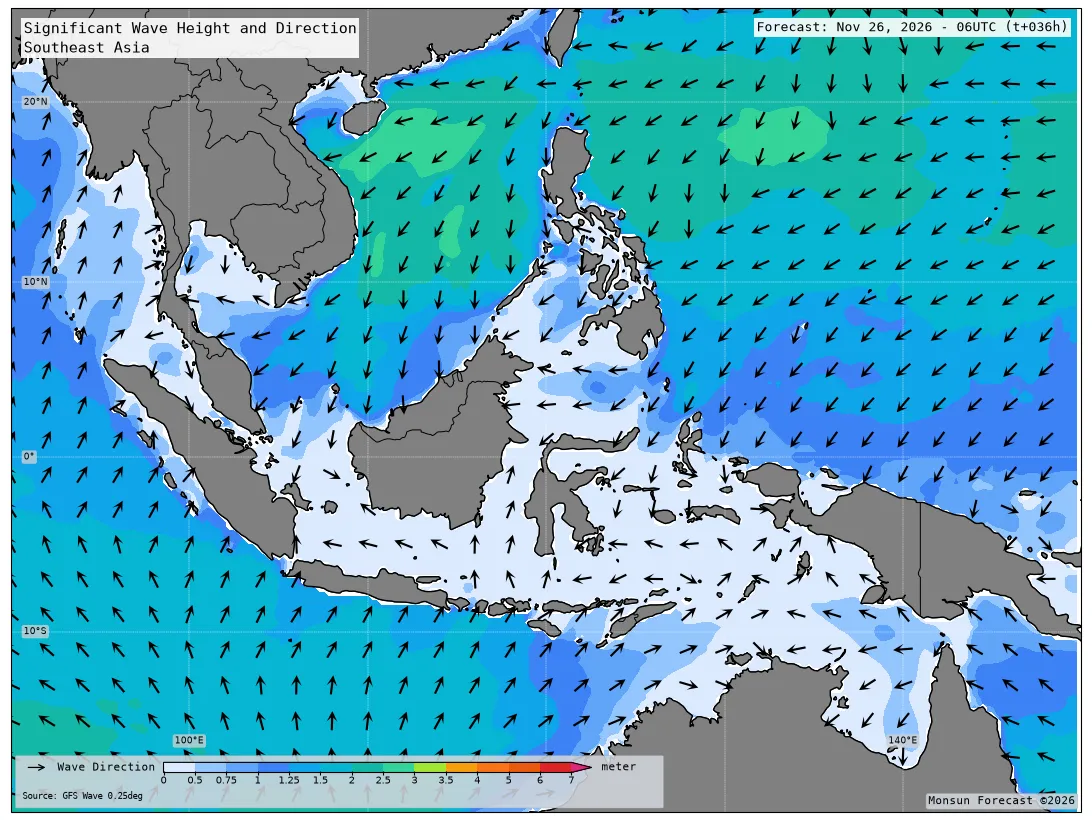 Significant Wave Height and Direction
Southeast Asia
Forecast: Nov 26, 2026 - 06UTC (t+036h)
20°N
10°N
0°
10°S
100°E
140°E
Wave Direction
meter
0 0.5 0.75 1 1.25 1.5 2 2.5 3 3.5 4 5 6 7
Source: GFS Wave 0.25deg
Monsun Forecast ©2026